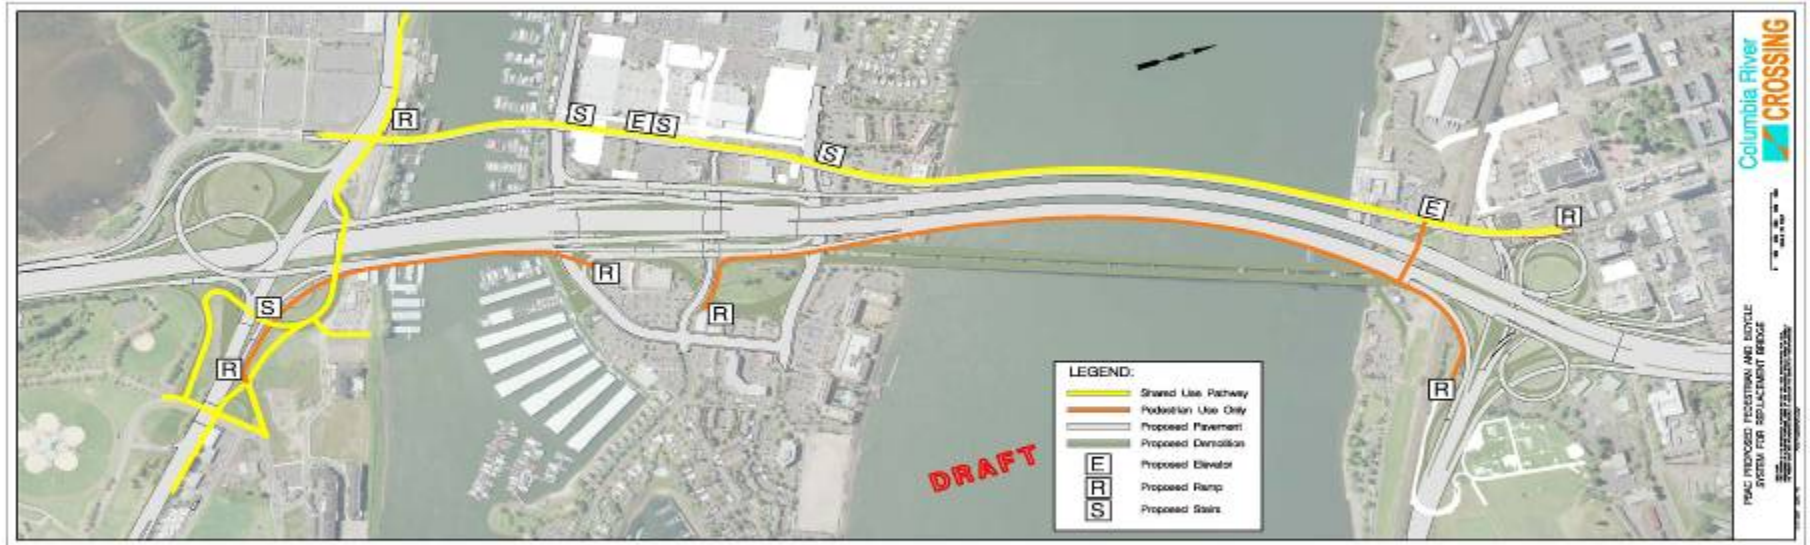 R
S
E S
S
E
R
S
R
R
R
R
DRAFT
LEGEND:
Shared Use Pathway
Pedestrian Use Only
Proposed Pavement
Proposed Demolition
E Proposed Elevator
R Proposed Ramp
S Proposed Stairs
Columbia River
CROSSING
PBAC PROPOSED PEDESTRIAN AND BICYCLE
SYSTEM FOR REPLACEMENT BRIDGE